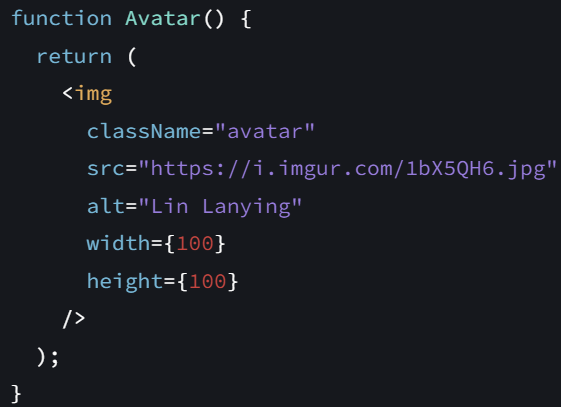 function Avatar() {
  return (
    <img
      className="avatar"
      src="https://i.imgur.com/1bX5QH6.jpg"
      alt="Lin Lanying"
      width={100}
      height={100}
    />
  );
}